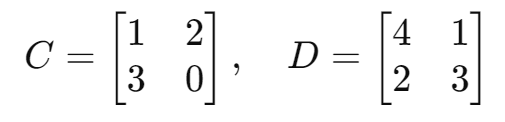 C = [1 2
3 0], D = [4 1
2 3]